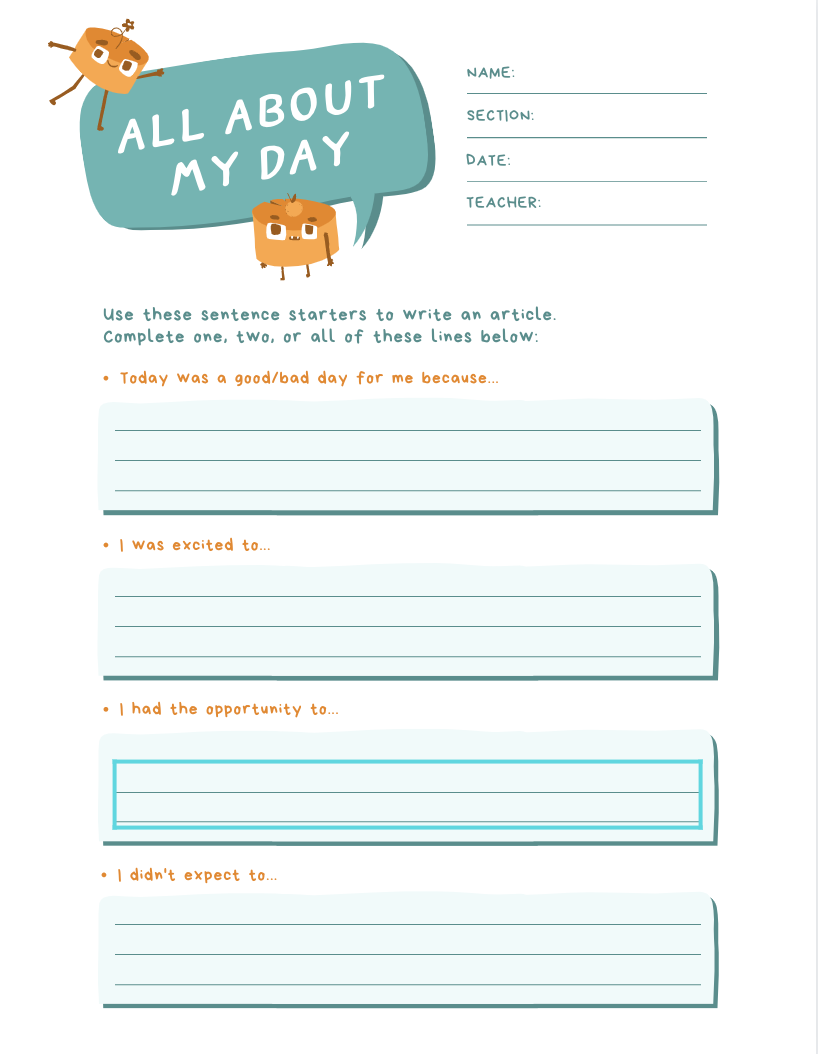 ALL ABOUT
MY DAY
NAME:
SECTION:
DATE:
TEACHER:
Use these sentence starters to write an article.
Complete one, two, or all of these lines below:
• Today was a good/bad day for me because...
• I was excited to...
• I had the opportunity to...
• I didn't expect to...